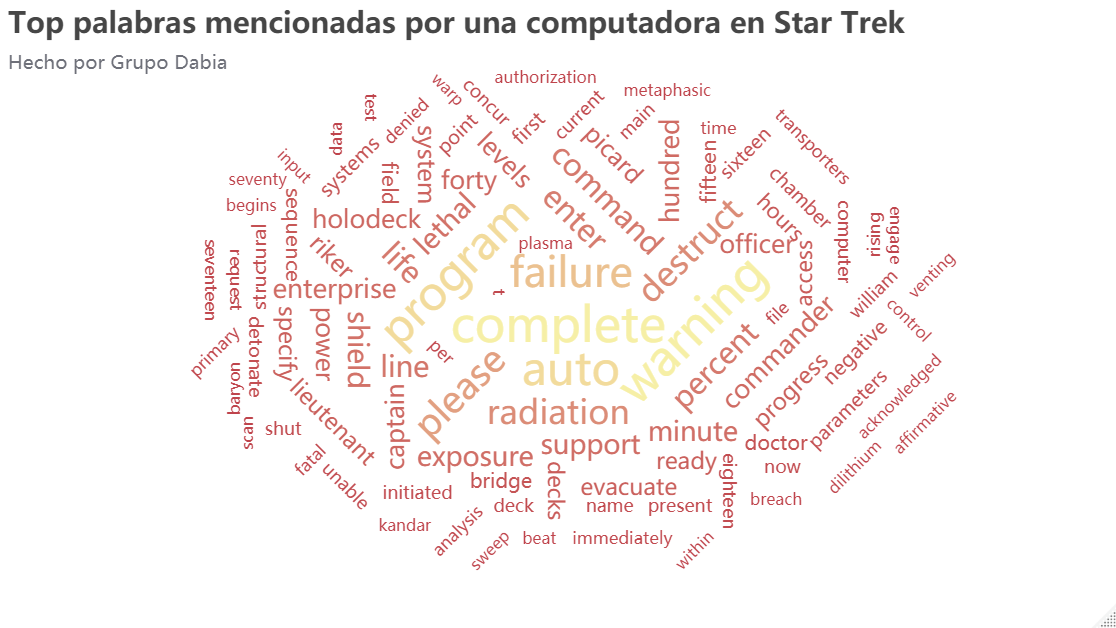 Top palabras mencionadas por una computadora en Star Trek
Hecho por Grupo Dabia
authorization
warp
concur
metaphasic
test
denied
point
first
current
main
data
systems
system
levels
picard
hundred
time
sixteen
transporters
input
field
forty
command
fifteen
seventy
begins
sequence
holodeck
lethal
program
enter
destruct
hours
chamber
computer
rising
engage
seventeen
request
structural
riker
life
plasma
failure
officer
access
william
venting
enterprise
t
complete
warning
file
commander
control
primary
detonate
specify
power
shield
line
per
please
auto
percent
progress
negative
baryon
scan
shut
lieutenant
captain
radiation
minute
doctor
parameters
acknowledged
affirmative
fatal
unable
exposure
support
ready
now
dilithium
initiated
bridge
decks
evacuate
eighteen
breach
kandar
analysis
deck
name
present
sweep
beat
immediately
within